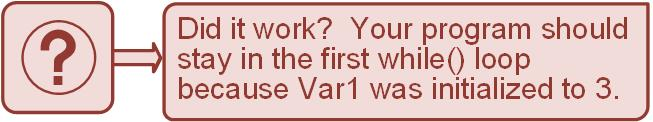 ?
Did it work?  Your program should
stay in the first while() loop
because Var1 was initialized to 3.